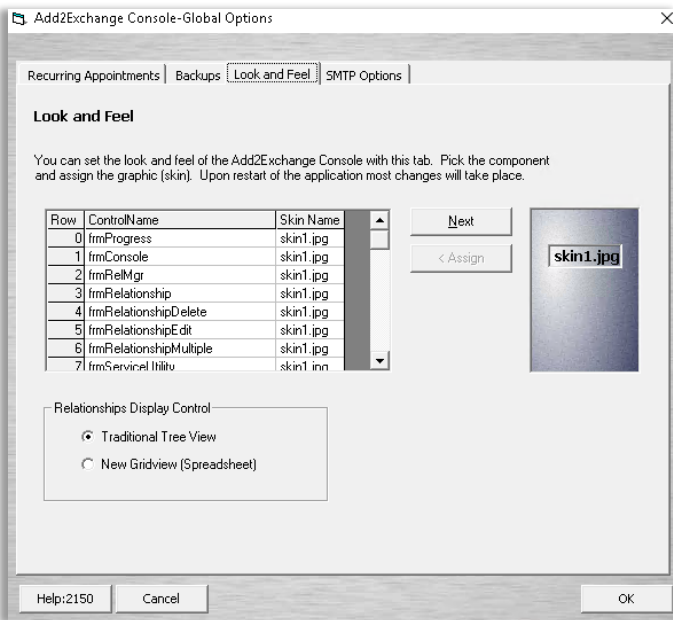 Add2Exchange Console-Global Options
Recurring Appointments Backups Look and Feel SMTP Options
Look and Feel
You can set the look and feel of the Add2Exchange Console with this tab. Pick the component
and assign the graphic (skin). Upon restart of the application most changes will take place.
Row ControlName Skin Name
0 frmProgress skin1.jpg
1 frmConsole skin1.jpg
2 frmRelMgr skin1.jpg
3 frmRelationship skin1.jpg
4 frmRelationshipDelete skin1.jpg
5 frmRelationshipEdit skin1.jpg
6 frmRelationshipMultiple skin1.jpg
7 frmServiceUtility skin1.jpg
Next
< Assign
skin1.jpg
Relationships Display Control
Traditional Tree View
New Gridview (Spreadsheet)
Help:2150 Cancel OK